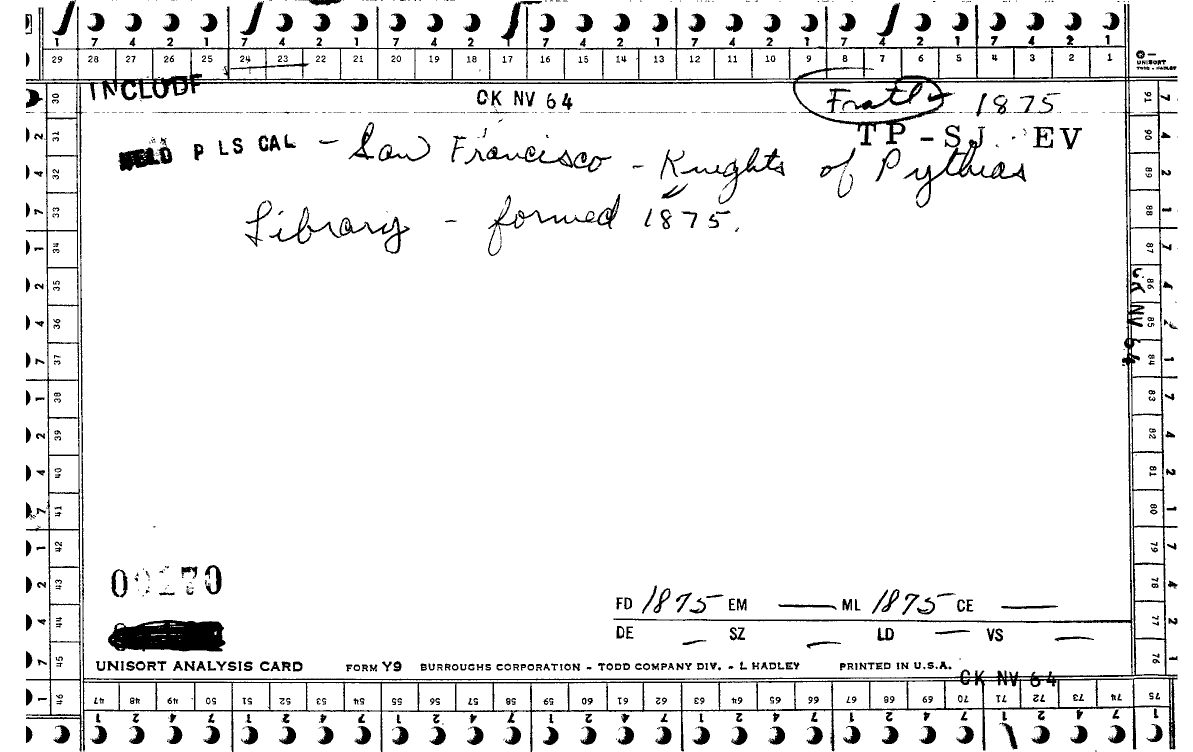 7 4 2 1 7 4 2 1 7 4 2 1 7 4 2 1 7 4 2 1 7 4 2 1 7 4 2 1
29 28 27 26 25 24 23 22 21 20 19 18 17 16 15 14 13 12 11 10 9 8 7 6 5 4 3 2 1
UNISORT
TODD - HADLEY
INCLUDE
CK NV 64
1875
TP-SJ EV
P LS CAL - San Francisco - Knights of Pythias
Library - formed 1875.
30
31
32
33
34
35
36
37
38
39
40
41
42
43
44
45
46
91
90
89
88
87
86
85
84
83
82
81
80
79
78
77
76
75
CK NV 64
00170
FD 1875 EM — ML 1875 CE —
DE — SZ — LD — VS —
UNISORT ANALYSIS CARD FORM Y9 BURROUGHS CORPORATION - TODD COMPANY DIV. - L HADLEY PRINTED IN U.S.A.
CK NV 64
47 48 49 50 51 52 53 54 55 56 57 58 59 60 61 62 63 64 65 66 67 68 69 70 71 72 73 74
1 2 4 7 1 2 4 7 1 2 4 7 1 2 4 7 1 2 4 7 1 2 4 7 1 2 4 7